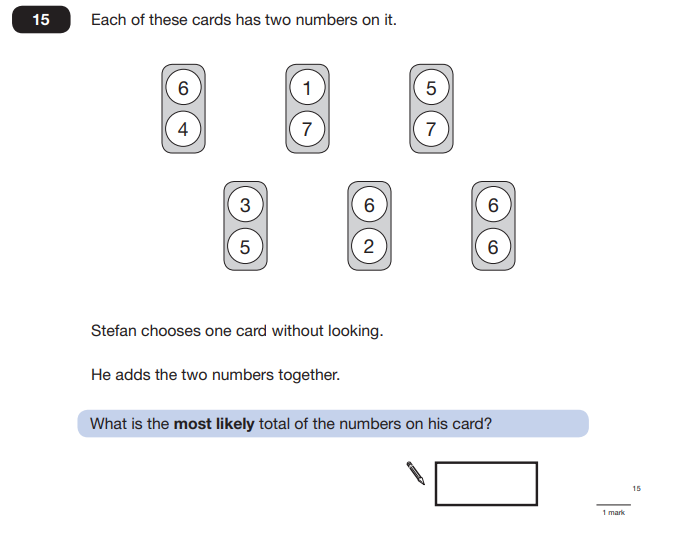 15 Each of these cards has two numbers on it.
6 1 5
4 7 7
3 6 6
5 2 6
Stefan chooses one card without looking.
He adds the two numbers together.
What is the most likely total of the numbers on his card?
15
1 mark